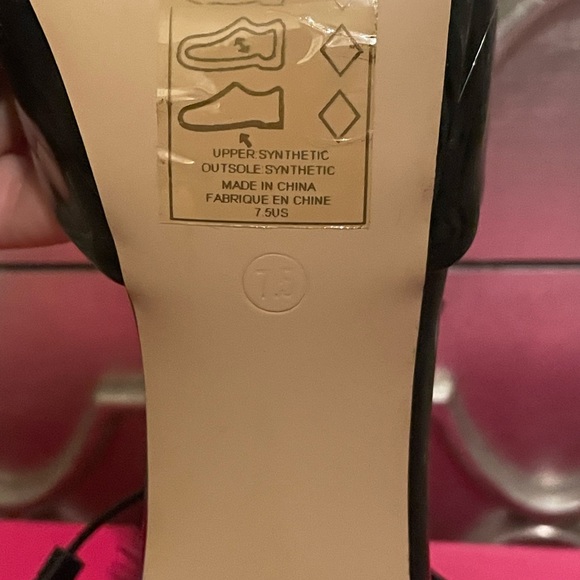 UPPER:SYNTHETIC
OUTSOLE:SYNTHETIC
MADE IN CHINA
FABRIQUE EN CHINE
7.5US
7.5